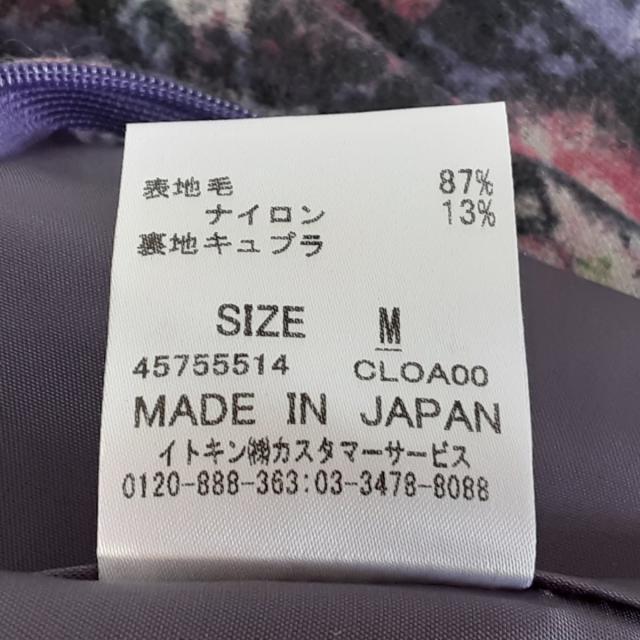 表地毛 87%
ナイロン 13%
裏地キュプラ
SIZE M
45755514 CLOA00
MADE IN JAPAN
イトキン㈱カスタマーサービス
0120-888-363:03-3478-8088